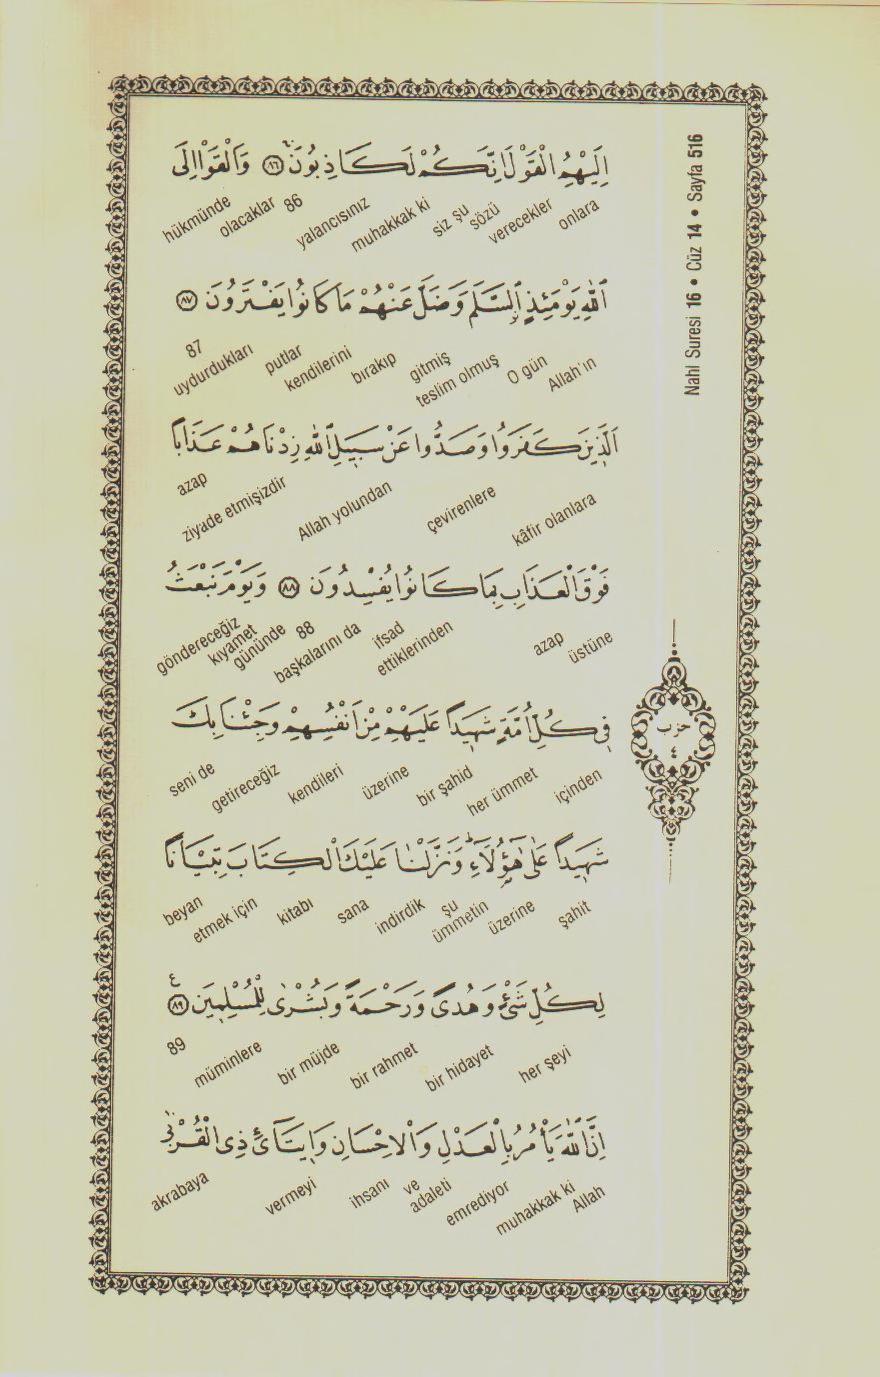 Nahl Suresi 16 • Cüz 14 • Sayfa 516
اِلَيْهِمُ الْقَوْلَ اِنَّكُمْ لَكَاذِبُونَۚ ﴿٨٦﴾ وَاَلْقَوْا اِلَى
onlara verecekler sözü siz şu muhakkak ki yalancısınız 86 olacaklar hükmünde
اللّٰهِ يَوْمَئِذٍ اۨلسَّلَمَ وَضَلَّ عَنْهُمْ مَا كَانُوا يَفْتَرُونَ ﴿٨٧﴾
Allah'ın O gün teslim olmuş gitmiş bırakıp kendilerini putlar uydurdukları 87
اَلَّذِينَ كَفَرُوا وَصَدُّوا عَنْ سَبِيلِ اللّٰهِ زِدْنَاهُمْ عَذَابًا
kâfir olanlara çevirenlere Allah yolundan ziyade etmişizdir azap
فَوْقَ الْعَذَابِ بِمَا كَانُوا يُفْسِدُونَ ﴿٨٨﴾ وَيَوْمَ نَبْعَثُ
üstüne azap ettiklerinden ifsad başkalarını da 88 gününde kıyamet göndereceğiz
فِي كُلِّ اُمَّةٍ شَهِيدًا عَلَيْهِمْ مِنْ اَنْفُسِهِمْ وَجِئْنَا بِكَ
حزب
٤
içinden her ümmet bir şahid üzerine kendileri getireceğiz seni de
شَهِيدًا عَلٰى هٰٓؤُ۬لَٓاءِۜ وَنَزَّلْنَا عَلَيْكَ الْكِتَابَ تِبْيَانًا
şahit üzerine ümmetin şu indirdik sana kitabı etmek için beyan
لِكُلِّ شَيْءٍ وَهُدًى وَرَحْمَةً وَبُشْرٰى لِلْمُسْلِمِينَ ﴿٨٩﴾ ع
her şeyi bir hidayet bir rahmet bir müjde müminlere 89
اِنَّ اللّٰهَ يَأْمُرُ بِالْعَدْلِ وَالْاِحْسَانِ وَاِيتَٓائِ ذِي الْقُرْبٰى
Allah muhakkak ki emrediyor adaleti ve ihsanı vermeyi akrabaya